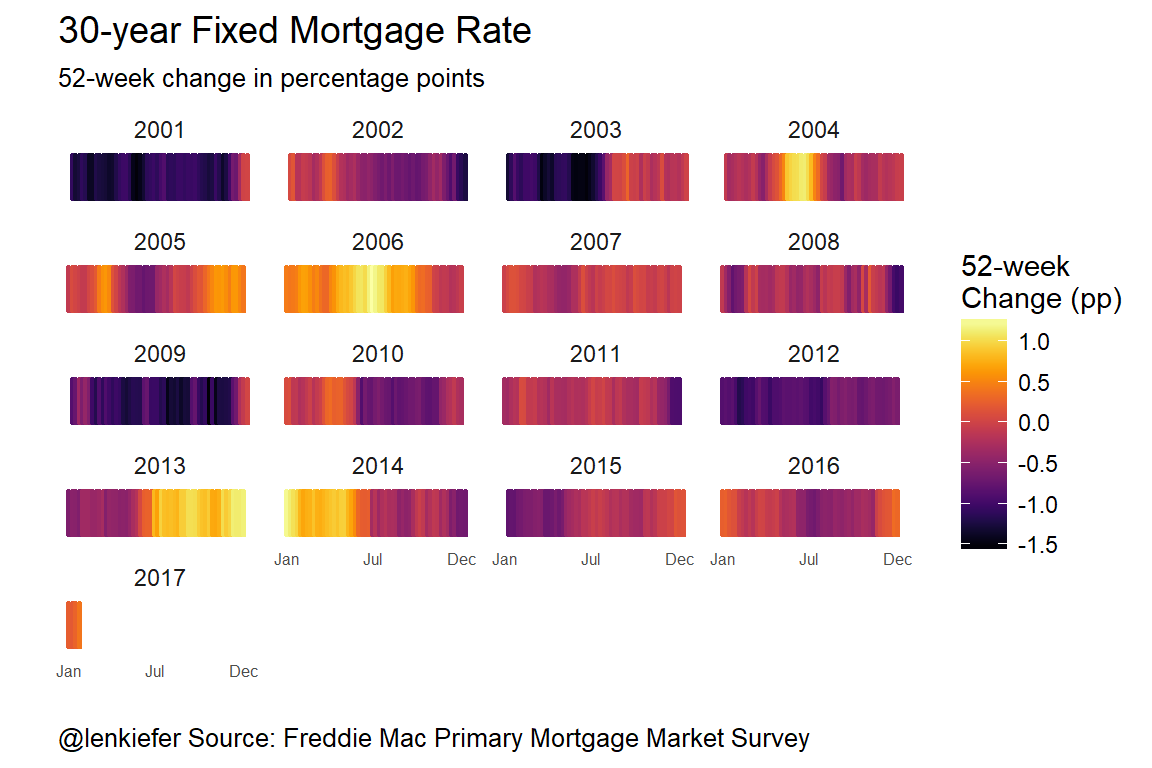 30-year Fixed Mortgage Rate
52-week change in percentage points
2001 2002 2003 2004
2005 2006 2007 2008
2009 2010 2011 2012
2013 2014 2015 2016
Jan Jul Dec Jan Jul Dec Jan Jul Dec
2017
Jan Jul Dec
52-week
Change (pp)
1.0
0.5
0.0
-0.5
-1.0
-1.5
@lenkiefer Source: Freddie Mac Primary Mortgage Market Survey